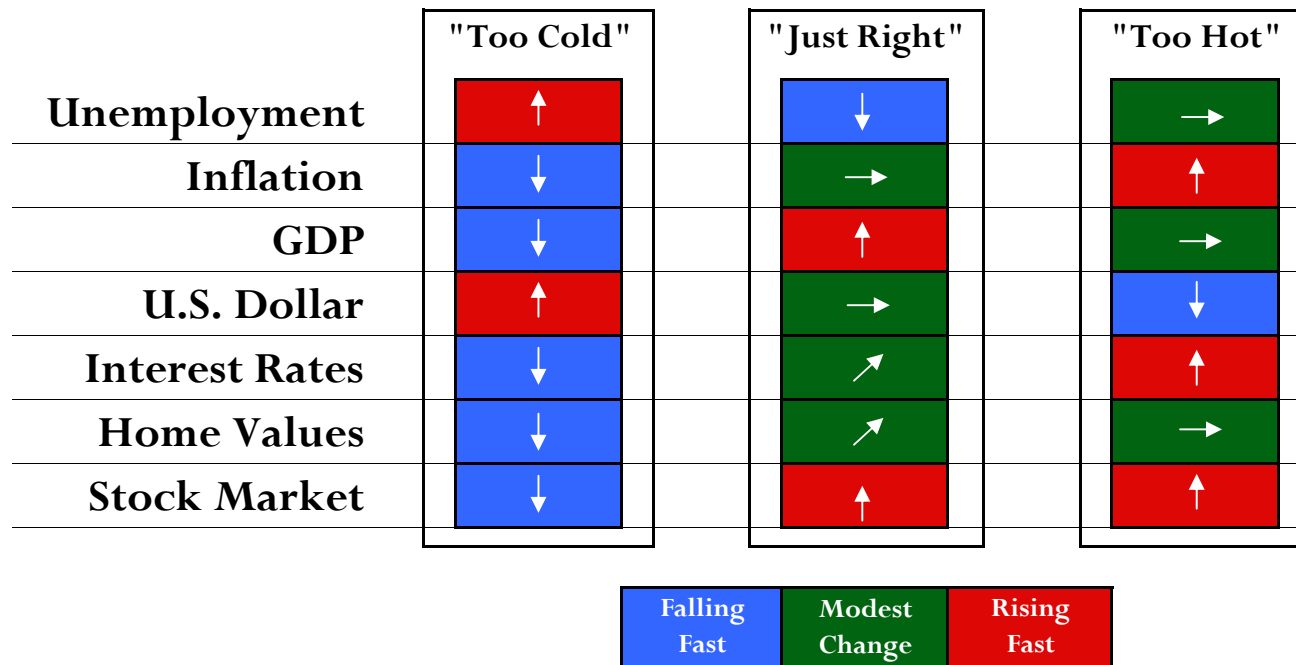 "Too Cold" "Just Right" "Too Hot"
Unemployment
Inflation
GDP
U.S. Dollar
Interest Rates
Home Values
Stock Market
Falling Modest Rising
Fast Change Fast